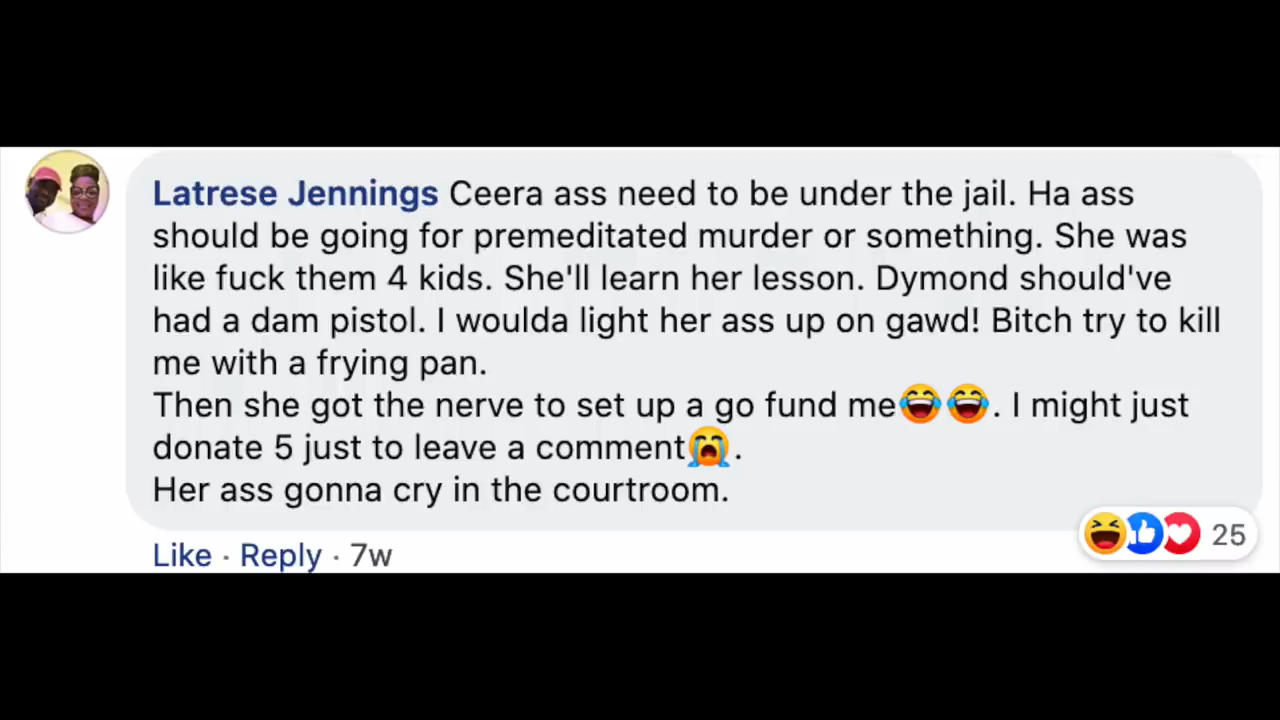 Latrese Jennings Ceera ass need to be under the jail. Ha ass
should be going for premeditated murder or something. She was
like fuck them 4 kids. She'll learn her lesson. Dymond should've
had a dam pistol. I woulda light her ass up on gawd! Bitch try to kill
me with a frying pan.
Then she got the nerve to set up a go fund me😂😂. I might just
donate 5 just to leave a comment😭.
Her ass gonna cry in the courtroom.
Like · Reply · 7w
25